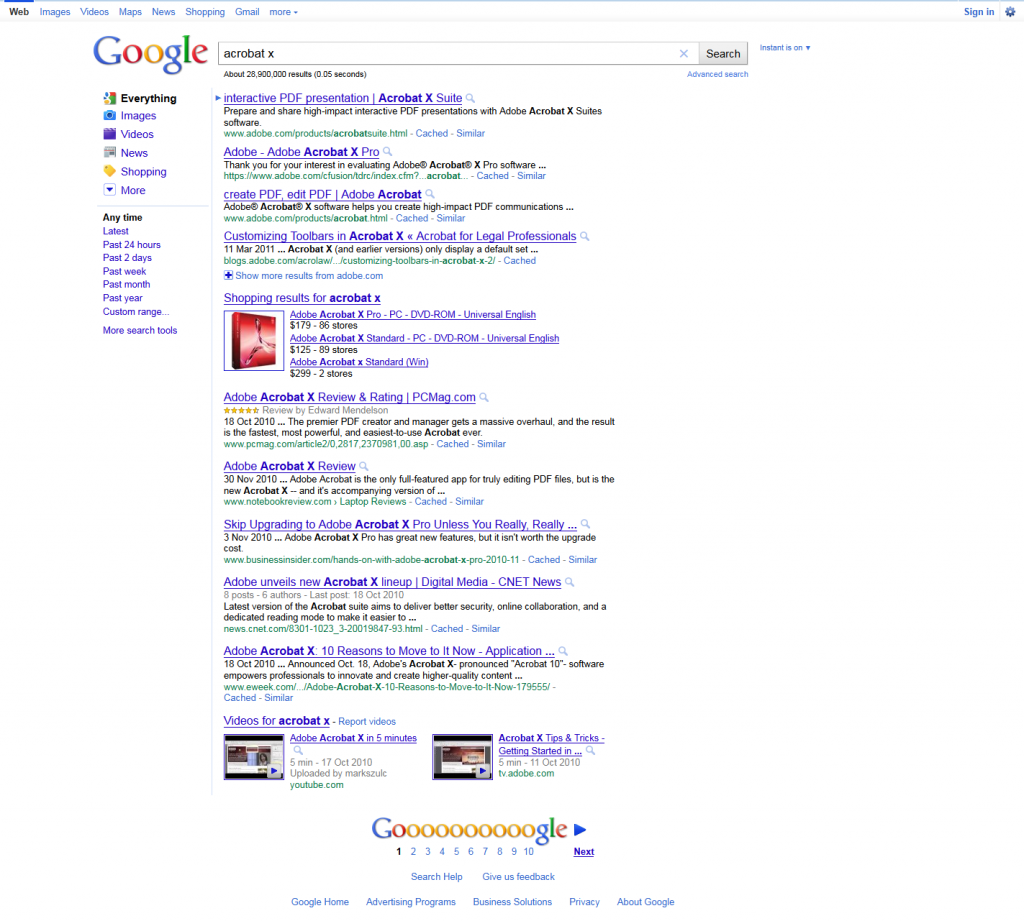 Web Images Videos Maps News Shopping Gmail more
Sign in
Google
acrobat x
Search
Instant is on
About 28,900,000 results (0.05 seconds)
Advanced search
Everything
Images
Videos
News
Shopping
More
Any time
Latest
Past 24 hours
Past 2 days
Past week
Past month
Past year
Custom range...
More search tools
interactive PDF presentation | Acrobat X Suite
Prepare and share high-impact interactive PDF presentations with Adobe Acrobat X Suites
software.
www.adobe.com/products/acrobatsuite.html - Cached - Similar
Adobe - Adobe Acrobat X Pro
Thank you for your interest in evaluating Adobe® Acrobat® X Pro software ...
https://www.adobe.com/cfusion/tdrc/index.cfm?...acrobat... - Cached - Similar
create PDF, edit PDF | Adobe Acrobat
Adobe® Acrobat® X software helps you create high-impact PDF communications ...
www.adobe.com/products/acrobat.html - Cached - Similar
Customizing Toolbars in Acrobat X « Acrobat for Legal Professionals
11 Mar 2011 ... Acrobat X (and earlier versions) only display a default set ...
blogs.adobe.com/acrolaw/.../customizing-toolbars-in-acrobat-x-2/ - Cached
Show more results from adobe.com
Shopping results for acrobat x
Adobe Acrobat X Pro - PC - DVD-ROM - Universal English
$179 - 86 stores
Adobe Acrobat X Standard - PC - DVD-ROM - Universal English
$125 - 89 stores
Adobe Acrobat x Standard (Win)
$299 - 2 stores
Adobe Acrobat X Review & Rating | PCMag.com
Review by Edward Mendelson
18 Oct 2010 ... The premier PDF creator and manager gets a massive overhaul, and the result
is the fastest, most powerful, and easiest-to-use Acrobat ever.
www.pcmag.com/article2/0,2817,2370981,00.asp - Cached - Similar
Adobe Acrobat X Review
30 Nov 2010 ... Adobe Acrobat is the only full-featured app for truly editing PDF files, but is the
new Acrobat X -- and it's accompanying version of ...
www.notebookreview.com › Laptop Reviews - Cached - Similar
Skip Upgrading to Adobe Acrobat X Pro Unless You Really, Really ...
3 Nov 2010 ... Adobe Acrobat X Pro has great new features, but it isn't worth the upgrade
cost.
www.businessinsider.com/hands-on-with-adobe-acrobat-x-pro-2010-11 - Cached - Similar
Adobe unveils new Acrobat X lineup | Digital Media - CNET News
8 posts - 6 authors - Last post: 18 Oct 2010
Latest version of the Acrobat suite aims to deliver better security, online collaboration, and a
dedicated reading mode to make it easier to ...
news.cnet.com/8301-1023_3-20019847-93.html - Cached - Similar
Adobe Acrobat X: 10 Reasons to Move to It Now - Application ...
18 Oct 2010 ... Announced Oct. 18, Adobe's Acrobat X- pronounced "Acrobat 10"- software
empowers professionals to innovate and create higher-quality content ...
www.eweek.com/.../Adobe-Acrobat-X-10-Reasons-to-Move-to-It-Now-179555/ -
Cached - Similar
Videos for acrobat x - Report videos
Adobe Acrobat X in 5 minutes
5 min - 17 Oct 2010
Uploaded by markszulc
youtube.com
Acrobat X Tips & Tricks -
Getting Started in ...
5 min - 11 Oct 2010
tv.adobe.com
Goooooooooogle
1 2 3 4 5 6 7 8 9 10 Next
Search Help Give us feedback
Google Home Advertising Programs Business Solutions Privacy About Google